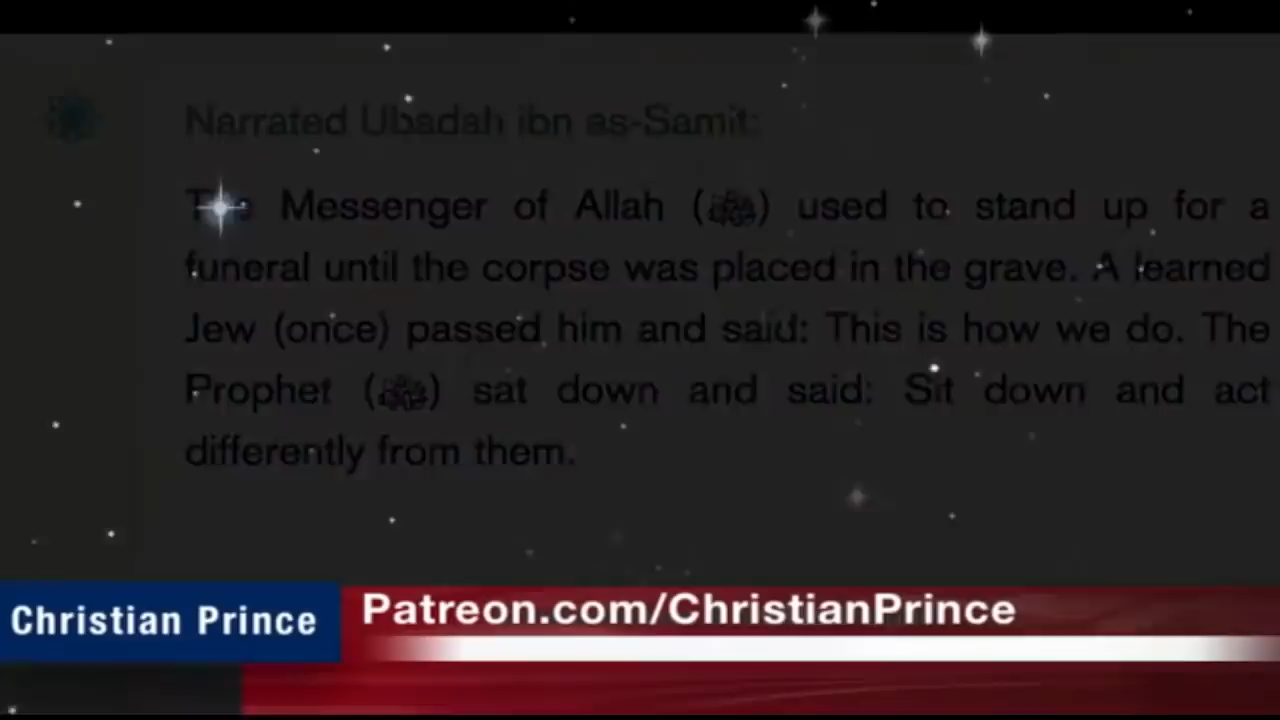 Narrated Ubadah ibn as-Samit:
The Messenger of Allah (ﷺ) used to stand up for a
funeral until the corpse was placed in the grave. A learned
Jew (once) passed him and said: This is how we do. The
Prophet (ﷺ) sat down and said: Sit down and act
differently from them.
Christian Prince
Patreon.com/ChristianPrince